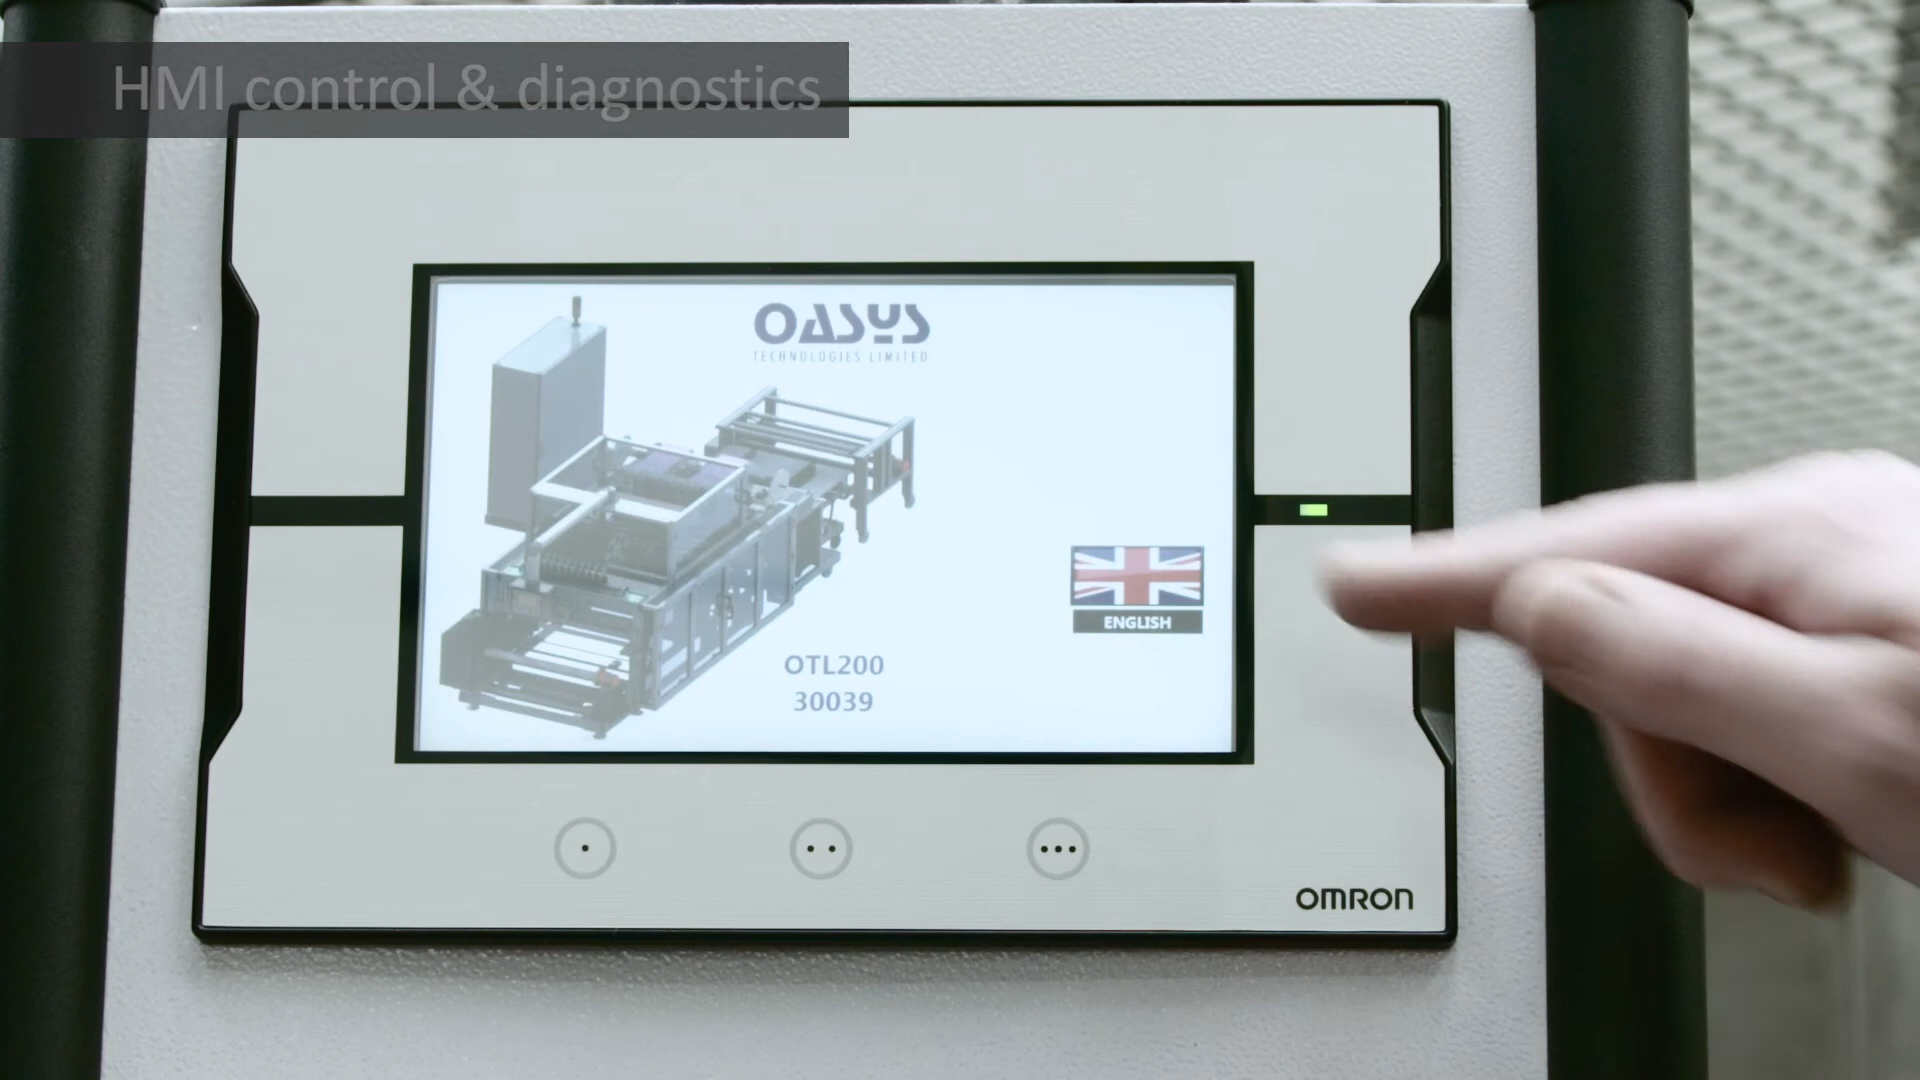 HMI control & diagnostics
OASYS
TECHNOLOGIES LIMITED
ENGLISH
OTL200
30039
OMRON